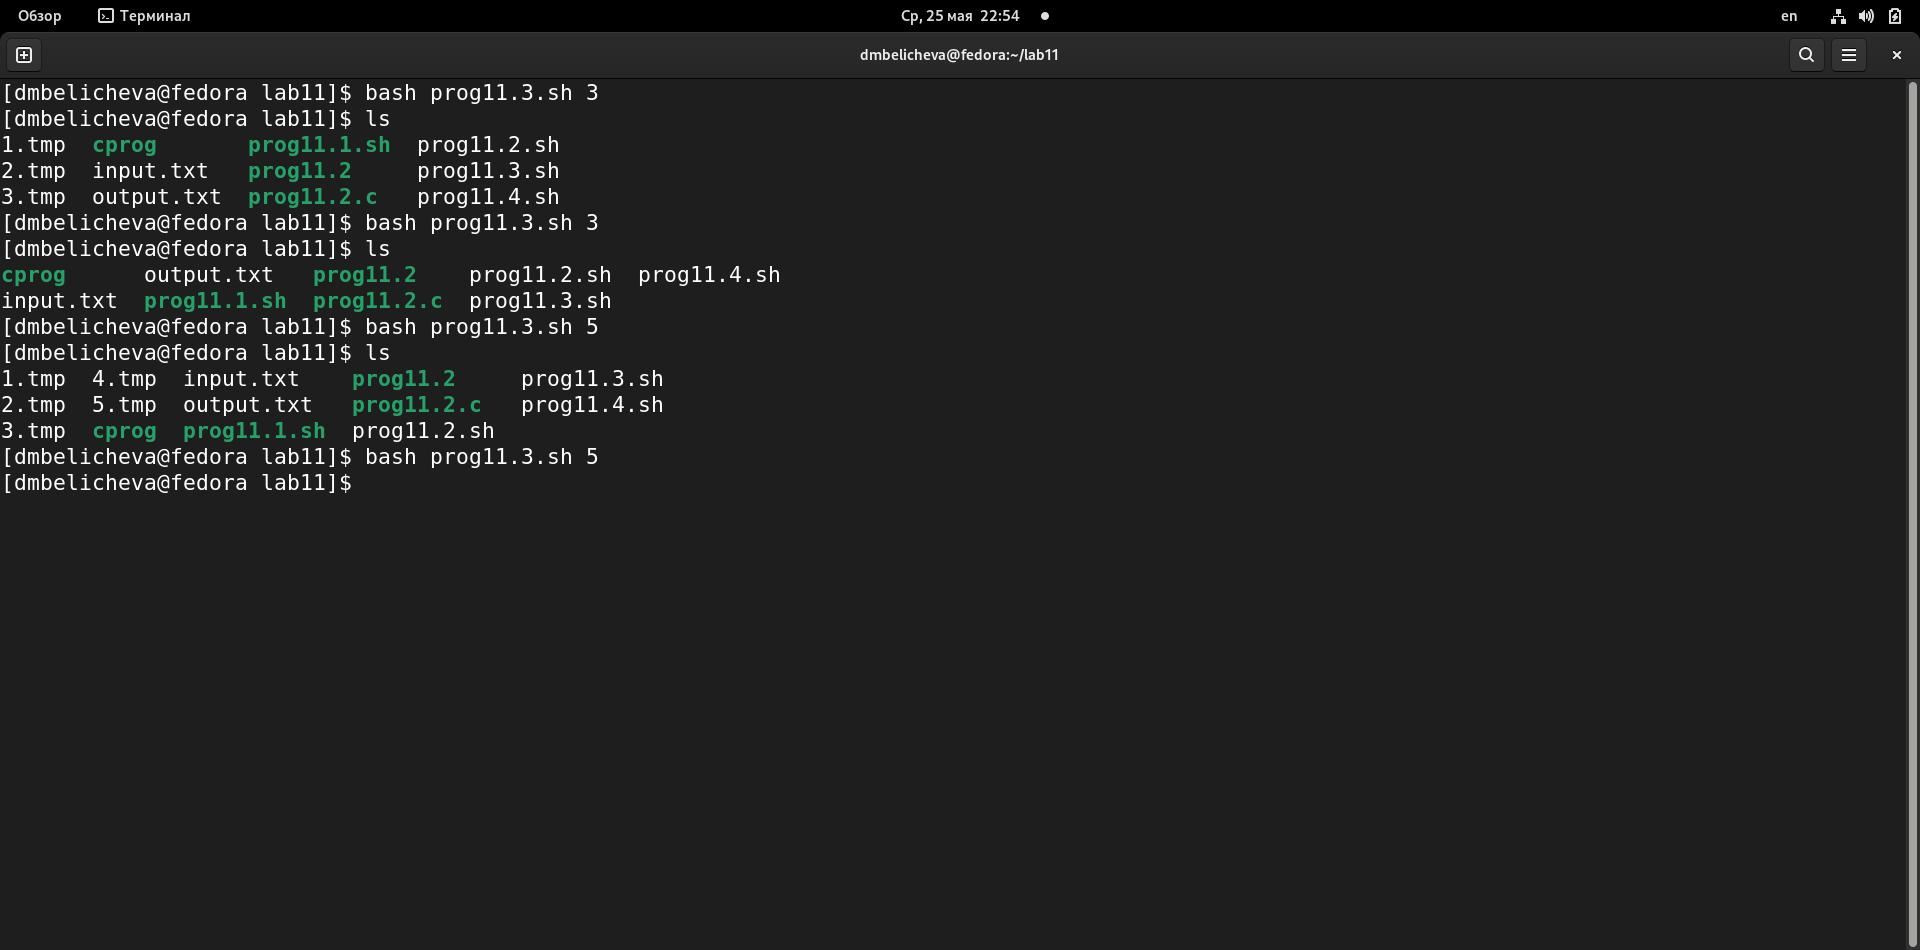 Обзор Терминал Ср, 25 мая 22:54 en
dmbelicheva@fedora:~/lab11
[dmbelicheva@fedora lab11]$ bash prog11.3.sh 3
[dmbelicheva@fedora lab11]$ ls
1.tmp  cprog       prog11.1.sh  prog11.2.sh
2.tmp  input.txt   prog11.2     prog11.3.sh
3.tmp  output.txt  prog11.2.c   prog11.4.sh
[dmbelicheva@fedora lab11]$ bash prog11.3.sh 3
[dmbelicheva@fedora lab11]$ ls
cprog      output.txt   prog11.2    prog11.2.sh  prog11.4.sh
input.txt  prog11.1.sh  prog11.2.c  prog11.3.sh
[dmbelicheva@fedora lab11]$ bash prog11.3.sh 5
[dmbelicheva@fedora lab11]$ ls
1.tmp  4.tmp  input.txt    prog11.2     prog11.3.sh
2.tmp  5.tmp  output.txt   prog11.2.c   prog11.4.sh
3.tmp  cprog  prog11.1.sh  prog11.2.sh
[dmbelicheva@fedora lab11]$ bash prog11.3.sh 5
[dmbelicheva@fedora lab11]$